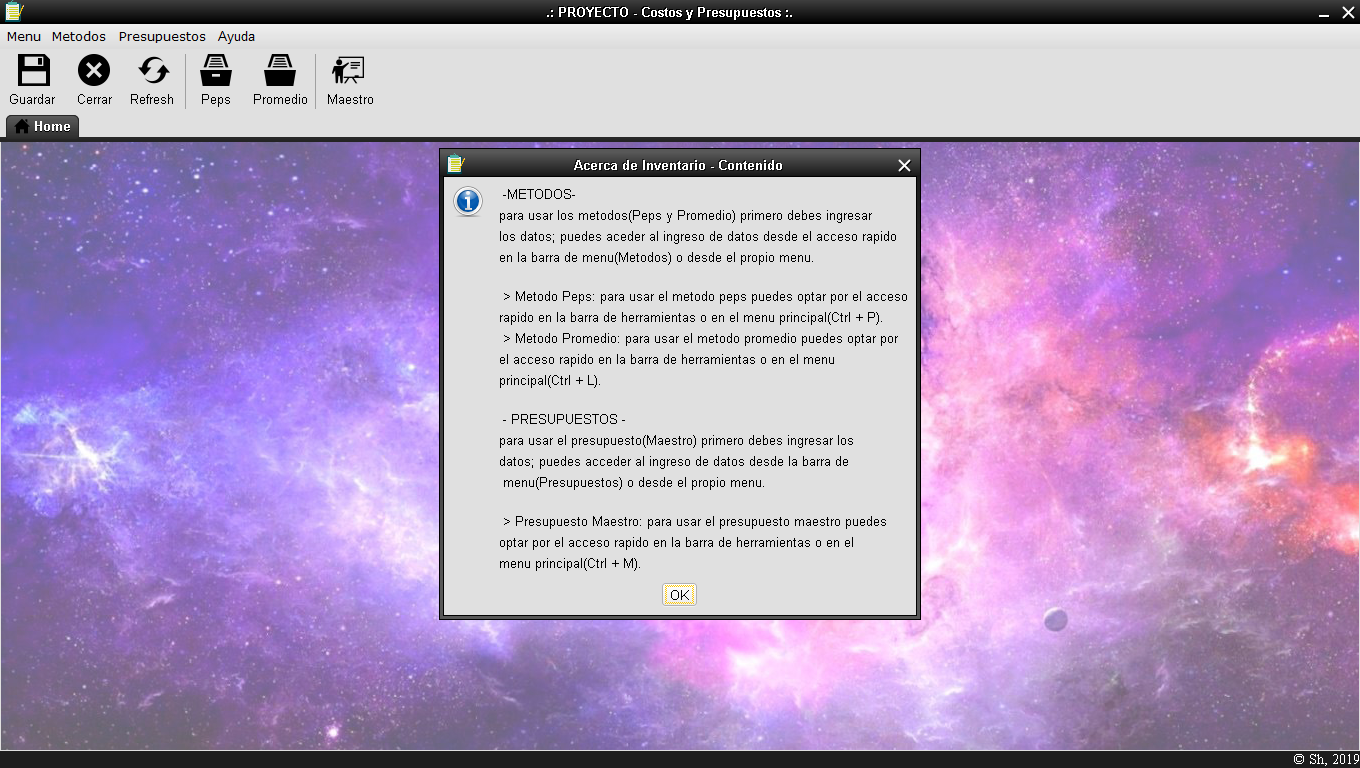 .: PROYECTO - Costos y Presupuestos :.
Menu Metodos Presupuestos Ayuda
Guardar Cerrar Refresh Peps Promedio Maestro
Home
Acerca de Inventario - Contenido
-METODOS-
para usar los metodos(Peps y Promedio) primero debes ingresar
los datos; puedes aceder al ingreso de datos desde el acceso rapido
en la barra de menu(Metodos) o desde el propio menu.
> Metodo Peps: para usar el metodo peps puedes optar por el acceso
rapido en la barra de herramientas o en el menu principal(Ctrl + P).
> Metodo Promedio: para usar el metodo promedio puedes optar por
el acceso rapido en la barra de herramientas o en el menu
principal(Ctrl + L).
- PRESUPUESTOS -
para usar el presupuesto(Maestro) primero debes ingresar los
datos; puedes acceder al ingreso de datos desde la barra de
menu(Presupuestos) o desde el propio menu.
> Presupuesto Maestro: para usar el presupuesto maestro puedes
optar por el acceso rapido en la barra de herramientas o en el
menu principal(Ctrl + M).
OK
© Sh, 2019